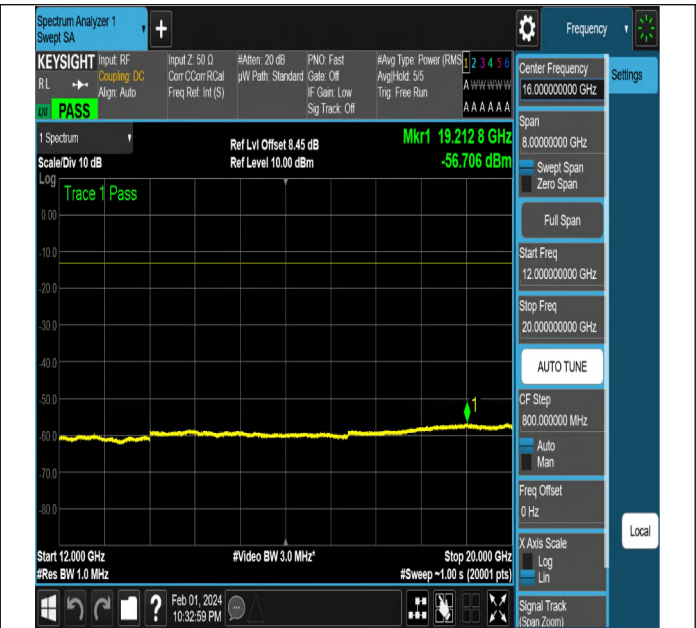 Spectrum Analyzer 1
Swept SA
+
Frequency
KEYSIGHT
RL
PASS
Input: RF
Coupling: DC
Align: Auto
Input Z: 50 Ω
Corr CCorr RCal
Freq Ref: Int (S)
#Atten: 20 dB
µW Path: Standard
PNO: Fast
Gate: Off
IF Gain: Low
Sig Track: Off
#Avg Type: Power (RMS
Avg|Hold: 5/5
Trig: Free Run
1 2 3 4 5 6
A W W W W W
A A A A A A
1 Spectrum
Scale/Div 10 dB
Ref Lvl Offset 8.45 dB
Ref Level 10.00 dBm
Mkr1 19.212 8 GHz
-56.706 dBm
Log
Trace 1 Pass
0.00
-10.0
-20.0
-30.0
-40.0
-50.0
-60.0
-70.0
-80.0
1
Start 12.000 GHz
#Res BW 1.0 MHz
#Video BW 3.0 MHz*
Stop 20.000 GHz
#Sweep ~1.00 s (20001 pts)
?
Feb 01, 2024
10:32:59 PM
Center Frequency
16.000000000 GHz
Settings
Span
8.00000000 GHz
Swept Span
Zero Span
Full Span
Start Freq
12.000000000 GHz
Stop Freq
20.000000000 GHz
AUTO TUNE
CF Step
800.000000 MHz
Auto
Man
Freq Offset
0 Hz
X Axis Scale
Log
Lin
Local
Signal Track
(Span Zoom)